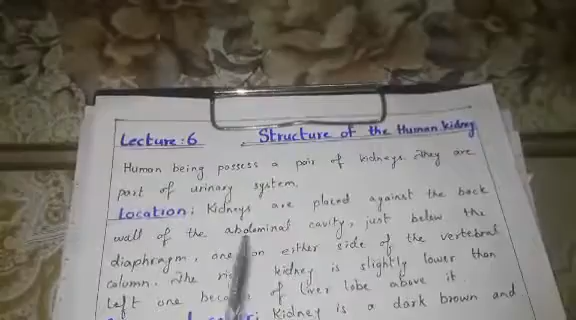 Lecture: 6 Structure of the Human kidney
Human being possess a pair of kidneys. They are
part of urinary system.
Location: Kidneys are placed against the back
wall of the abdominal cavity, just below the
diaphragm, one on either side of the vertebral
column. The kidney is slightly lower than
left one of liver lobe above it.
Kidney is a dark brown and